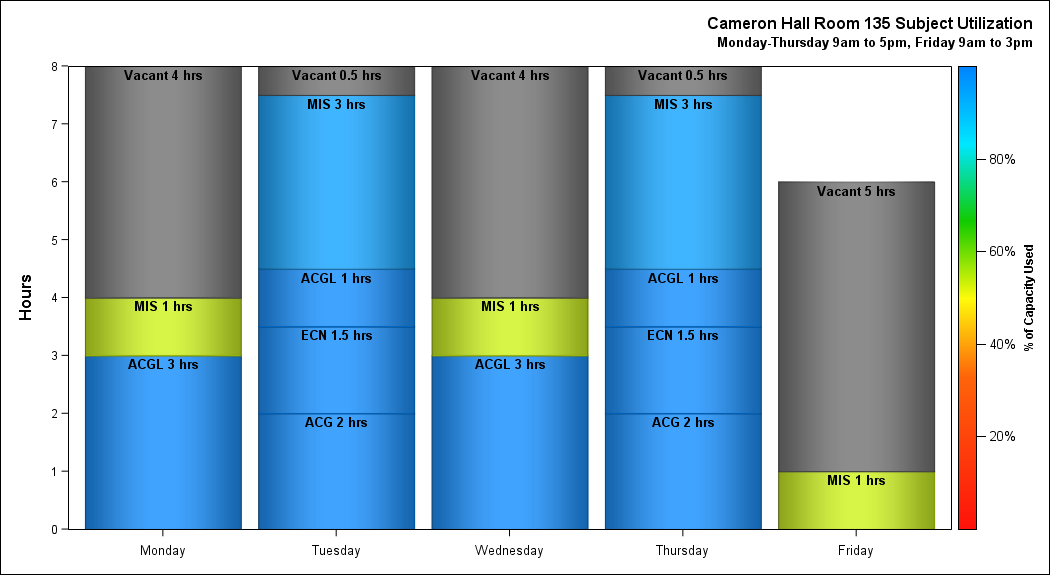 Cameron Hall Room 135 Subject Utilization
Monday-Thursday 9am to 5pm, Friday 9am to 3pm
Hours
8
7
6
5
4
3
2
1
0
Vacant 4 hrs
MIS 1 hrs
ACGL 3 hrs
Monday
Vacant 0.5 hrs
MIS 3 hrs
ACGL 1 hrs
ECN 1.5 hrs
ACG 2 hrs
Tuesday
Vacant 4 hrs
MIS 1 hrs
ACGL 3 hrs
Wednesday
Vacant 0.5 hrs
MIS 3 hrs
ACGL 1 hrs
ECN 1.5 hrs
ACG 2 hrs
Thursday
Vacant 5 hrs
MIS 1 hrs
Friday
80%
60%
40%
20%
% of Capacity Used